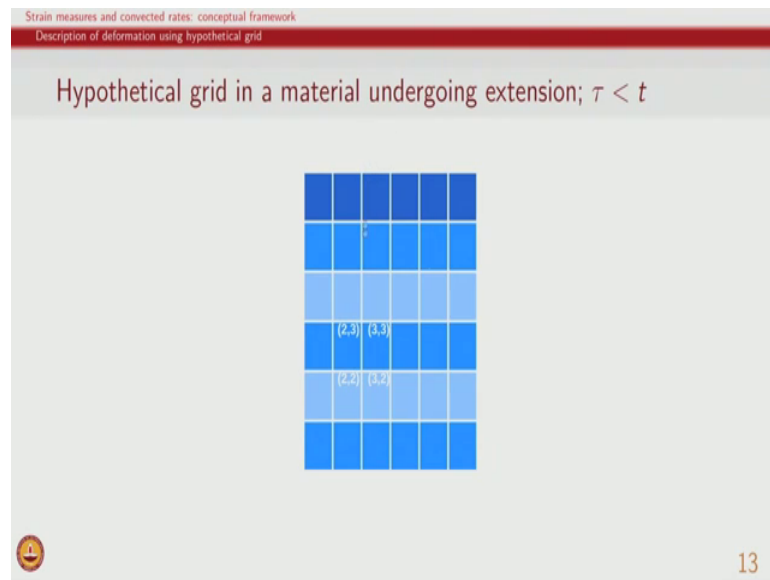 Strain measures and convected rates: conceptual framework
Description of deformation using hypothetical grid
Hypothetical grid in a material undergoing extension; τ < t
(2,3) (3,3)
(2,2) (3,2)
13